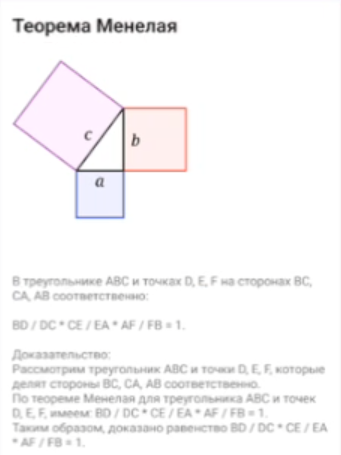 Теорема Менелая
c
b
a
В треугольнике ABC и точках D, E, F на сторонах BC,
CA, AB соответственно:
BD / DC * CE / EA * AF / FB = 1.
Доказательство:
Рассмотрим треугольник ABC и точки D, E, F, которые
делят стороны BC, CA, AB соответственно.
По теореме Менелая для треугольника ABC и точек
D, E, F, имеем: BD / DC * CE / EA * AF / FB = 1.
Таким образом, доказано равенство BD / DC * CE / EA
* AF / FB = 1.